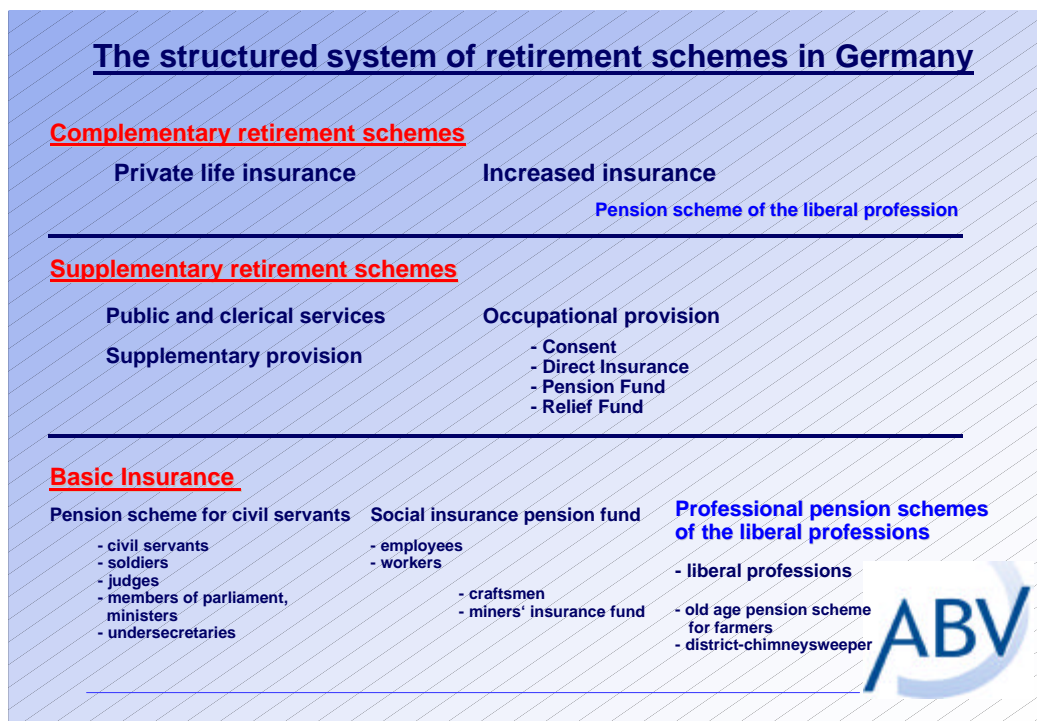 The structured system of retirement schemes in Germany
Complementary retirement schemes
Private life insurance
Increased insurance
Pension scheme of the liberal profession
Supplementary retirement schemes
Public and clerical services
Supplementary provision
Occupational provision
- Consent
- Direct Insurance
- Pension Fund
- Relief Fund
Basic Insurance
Pension scheme for civil servants
- civil servants
- soldiers
- judges
- members of parliament,
ministers
- undersecretaries
Social insurance pension fund
- employees
- workers
- craftsmen
- miners‘ insurance fund
Professional pension schemes
of the liberal professions
- liberal professions
- old age pension scheme
for farmers
- district-chimneysweeper
ABV